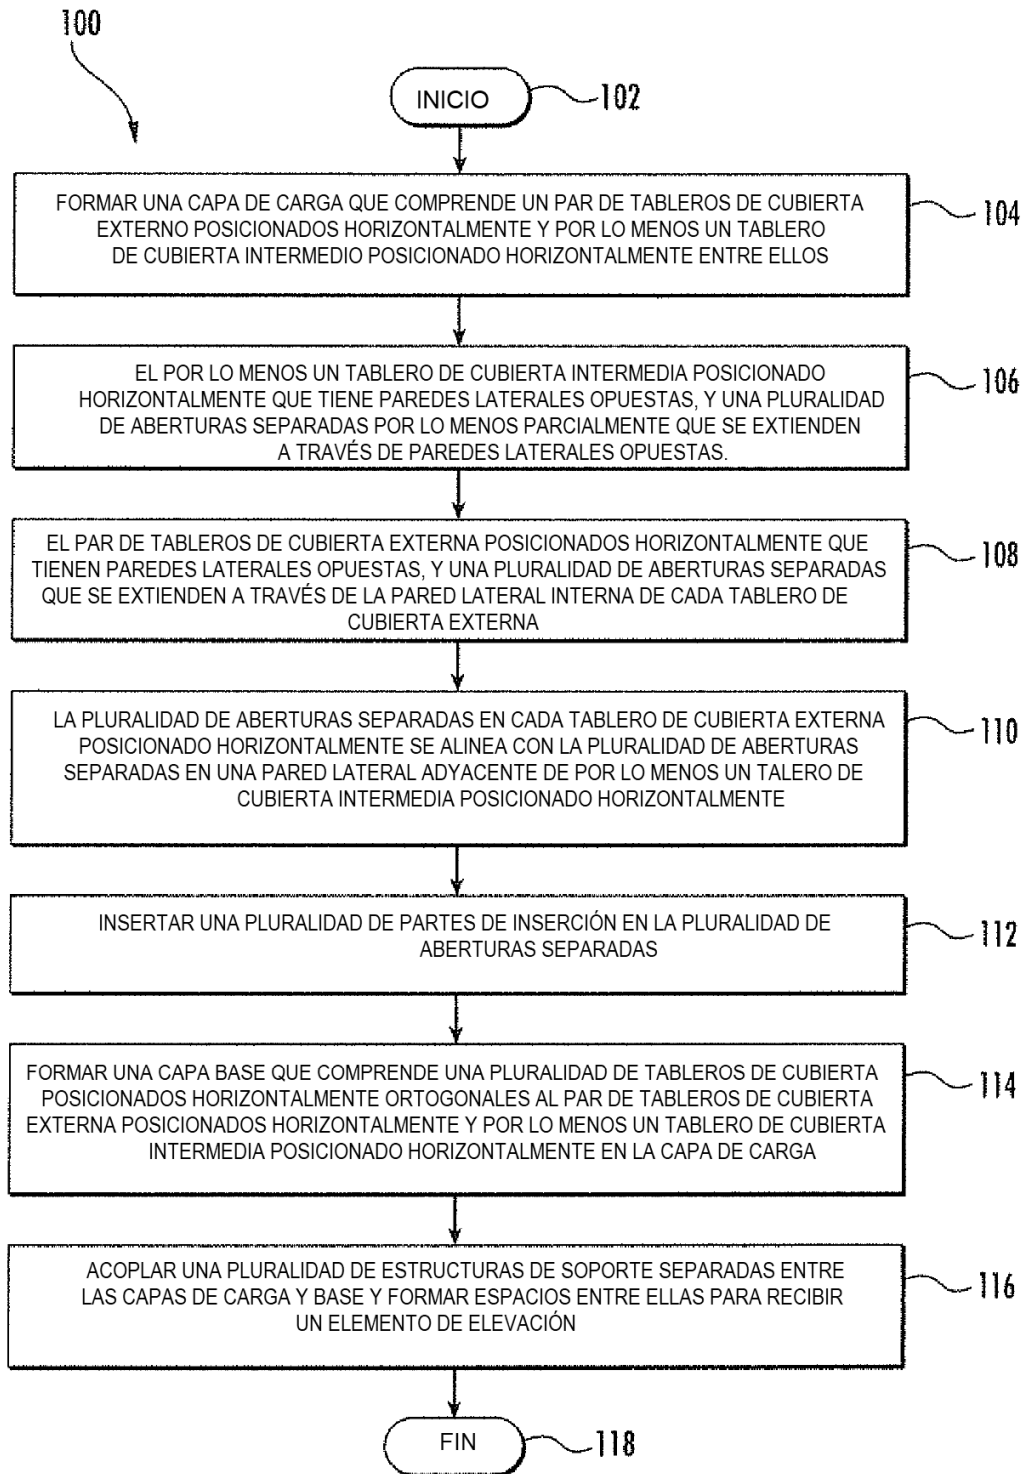 100
INICIO
102
FORMAR UNA CAPA DE CARGA QUE COMPRENDE UN PAR DE TABLEROS DE CUBIERTA
EXTERNO POSICIONADOS HORIZONTALMENTE Y POR LO MENOS UN TABLERO
DE CUBIERTA INTERMEDIO POSICIONADO HORIZONTALMENTE ENTRE ELLOS
104
EL POR LO MENOS UN TABLERO DE CUBIERTA INTERMEDIA POSICIONADO
HORIZONTALMENTE QUE TIENE PAREDES LATERALES OPUESTAS, Y UNA PLURALIDAD
DE ABERTURAS SEPARADAS POR LO MENOS PARCIALMENTE QUE SE EXTIENDEN
A TRAVÉS DE PAREDES LATERALES OPUESTAS.
106
EL PAR DE TABLEROS DE CUBIERTA EXTERNA POSICIONADOS HORIZONTALMENTE QUE
TIENEN PAREDES LATERALES OPUESTAS, Y UNA PLURALIDAD DE ABERTURAS SEPARADAS
QUE SE EXTIENDEN A TRAVÉS DE LA PARED LATERAL INTERNA DE CADA TABLERO DE
CUBIERTA EXTERNA
108
LA PLURALIDAD DE ABERTURAS SEPARADAS EN CADA TABLERO DE CUBIERTA EXTERNA
POSICIONADO HORIZONTALMENTE SE ALINEA CON LA PLURALIDAD DE ABERTURAS
SEPARADAS EN UNA PARED LATERAL ADYACENTE DE POR LO MENOS UN TALERO DE
CUBIERTA INTERMEDIA POSICIONADO HORIZONTALMENTE
110
INSERTAR UNA PLURALIDAD DE PARTES DE INSERCIÓN EN LA PLURALIDAD DE
ABERTURAS SEPARADAS
112
FORMAR UNA CAPA BASE QUE COMPRENDE UNA PLURALIDAD DE TABLEROS DE CUBIERTA
POSICIONADOS HORIZONTALMENTE ORTOGONALES AL PAR DE TABLEROS DE CUBIERTA
EXTERNA POSICIONADOS HORIZONTALMENTE Y POR LO MENOS UN TABLERO DE CUBIERTA
INTERMEDIA POSICIONADO HORIZONTALMENTE EN LA CAPA DE CARGA
114
ACOPLAR UNA PLURALIDAD DE ESTRUCTURAS DE SOPORTE SEPARADAS ENTRE
LAS CAPAS DE CARGA Y BASE Y FORMAR ESPACIOS ENTRE ELLAS PARA RECIBIR
UN ELEMENTO DE ELEVACIÓN
116
FIN
118